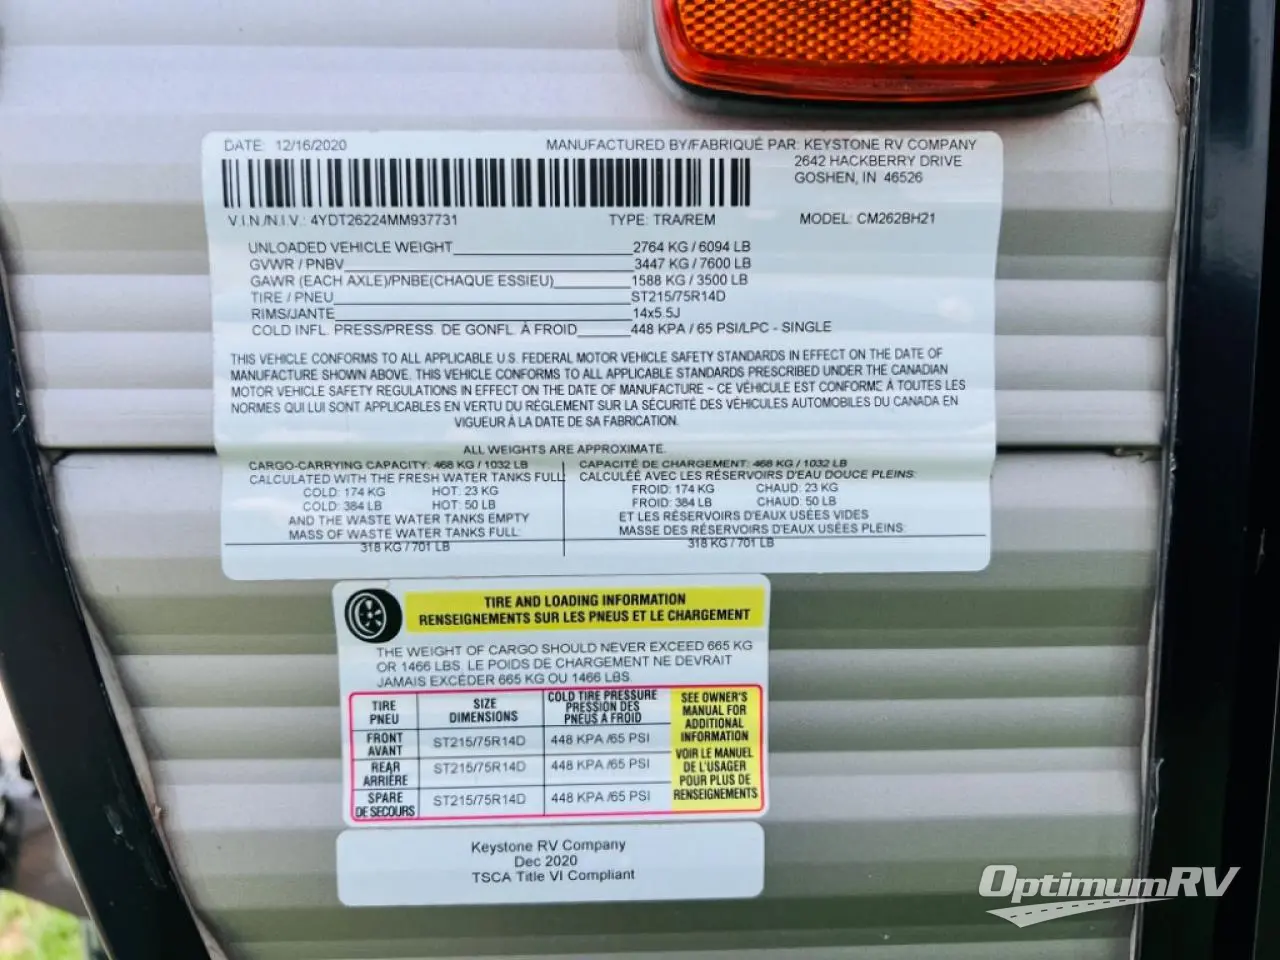 DATE: 12/16/2020 MANUFACTURED BY/FABRIQUÉ PAR: KEYSTONE RV COMPANY
2642 HACKBERRY DRIVE
GOSHEN, IN 46526
V.I.N./N.I.V.: 4YDT26224MM937731 TYPE: TRA/REM MODEL: CM262BH21
UNLOADED VEHICLE WEIGHT 2764 KG / 6094 LB
GVWR / PNBV 3447 KG / 7600 LB
GAWR (EACH AXLE)/PNBE(CHAQUE ESSIEU) 1588 KG / 3500 LB
TIRE / PNEU ST215/75R14D
RIMS/JANTE 14x5.5J
COLD INFL. PRESS/PRESS. DE GONFL. À FROID 448 KPA / 65 PSI/LPC - SINGLE
THIS VEHICLE CONFORMS TO ALL APPLICABLE U.S. FEDERAL MOTOR VEHICLE SAFETY STANDARDS IN EFFECT ON THE DATE OF
MANUFACTURE SHOWN ABOVE. THIS VEHICLE CONFORMS TO ALL APPLICABLE STANDARDS PRESCRIBED UNDER THE CANADIAN
MOTOR VEHICLE SAFETY REGULATIONS IN EFFECT ON THE DATE OF MANUFACTURE ~ CE VÉHICULE EST CONFORME À TOUTES LES
NORMES QUI LUI SONT APPLICABLES EN VERTU DU RÈGLEMENT SUR LA SÉCURITÉ DES VÉHICULES AUTOMOBILES DU CANADA EN
VIGUEUR À LA DATE DE SA FABRICATION.
ALL WEIGHTS ARE APPROXIMATE.
CARGO-CARRYING CAPACITY: 468 KG / 1032 LB
CALCULATED WITH THE FRESH WATER TANKS FULL:
COLD: 174 KG HOT: 23 KG
COLD: 384 LB HOT: 50 LB
AND THE WASTE WATER TANKS EMPTY
MASS OF WASTE WATER TANKS FULL:
318 KG / 701 LB
CAPACITÉ DE CHARGEMENT: 468 KG / 1032 LB
CALCULÉE AVEC LES RÉSERVOIRS D'EAU DOUCE PLEINS:
FROID: 174 KG CHAUD: 23 KG
FROID: 384 LB CHAUD: 50 LB
ET LES RÉSERVOIRS D'EAUX USÉES VIDES
MASSE DES RÉSERVOIRS D'EAUX USÉES PLEINS:
318 KG / 701 LB
TIRE AND LOADING INFORMATION
RENSEIGNEMENTS SUR LES PNEUS ET LE CHARGEMENT
THE WEIGHT OF CARGO SHOULD NEVER EXCEED 665 KG
OR 1466 LBS. LE POIDS DE CHARGEMENT NE DEVRAIT
JAMAIS EXCÉDER 665 KG OU 1466 LBS.
TIRE
PNEU
SIZE
DIMENSIONS
COLD TIRE PRESSURE
PRESSION DES
PNEUS À FROID
FRONT
AVANT
ST215/75R14D 448 KPA /65 PSI
REAR
ARRIÈRE
ST215/75R14D 448 KPA /65 PSI
SPARE
DE SECOURS
ST215/75R14D 448 KPA /65 PSI
SEE OWNER'S
MANUAL FOR
ADDITIONAL
INFORMATION
VOIR LE MANUEL
DE L'USAGER
POUR PLUS DE
RENSEIGNEMENTS
Keystone RV Company
Dec 2020
TSCA Title VI Compliant
OptimumRV